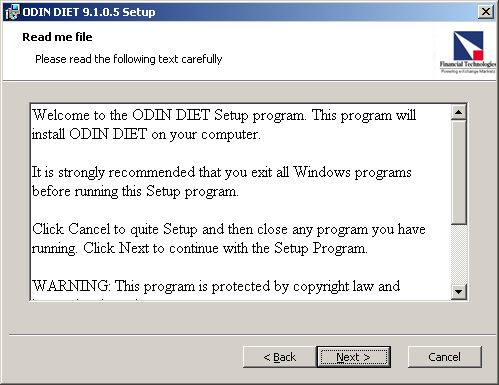 ODIN DIET 9.1.0.5 Setup
Read me file
Please read the following text carefully
Financial Technologies
Powering e-Xchange Markets
Welcome to the ODIN DIET Setup program. This program will
install ODIN DIET on your computer.
It is strongly recommended that you exit all Windows programs
before running this Setup program.
Click Cancel to quite Setup and then close any program you have
running. Click Next to continue with the Setup Program.
WARNING: This program is protected by copyright law and
< Back
Next >
Cancel